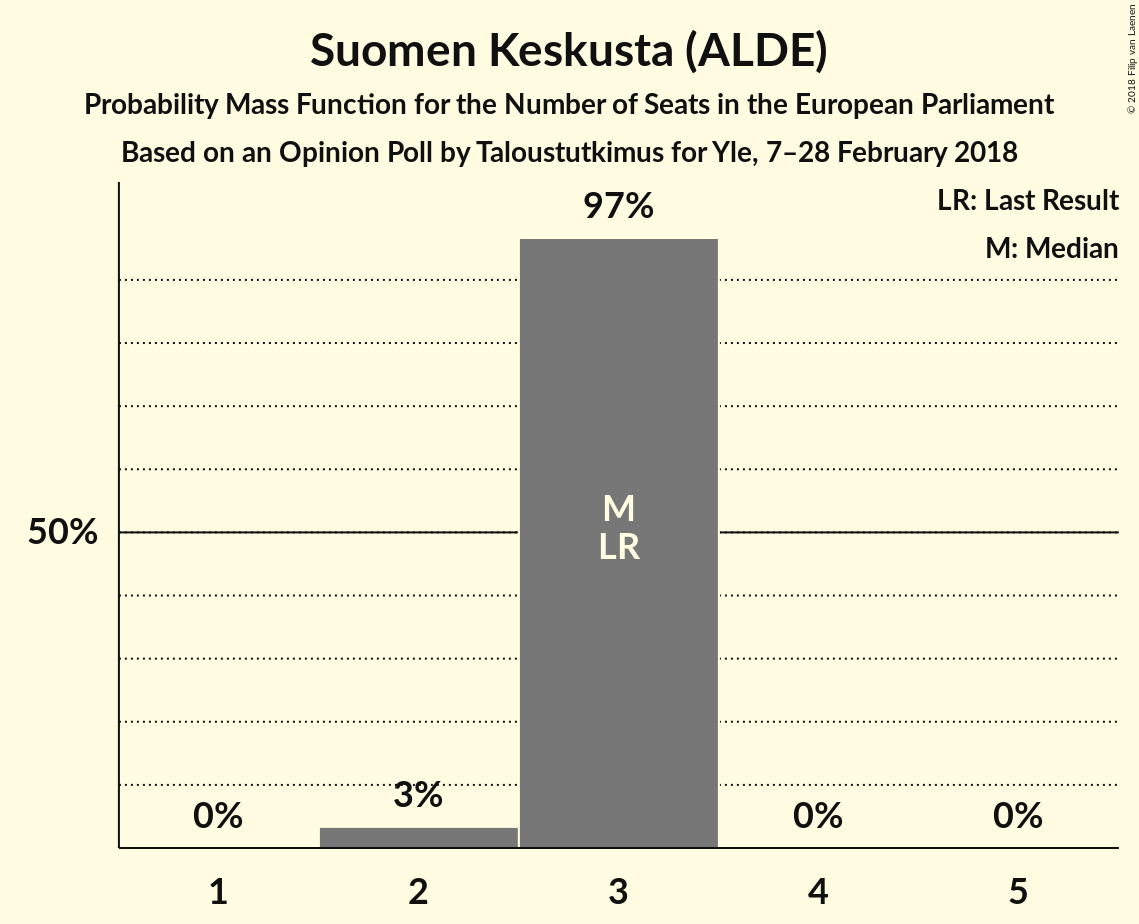 Suomen Keskusta (ALDE)
Probability Mass Function for the Number of Seats in the European Parliament
Based on an Opinion Poll by Taloustutkimus for Yle, 7–28 February 2018
© 2018 Filip van Laenen
LR: Last Result
M: Median
97%
50%
M
LR
3%
0%
0%
0%
1
2
3
4
5